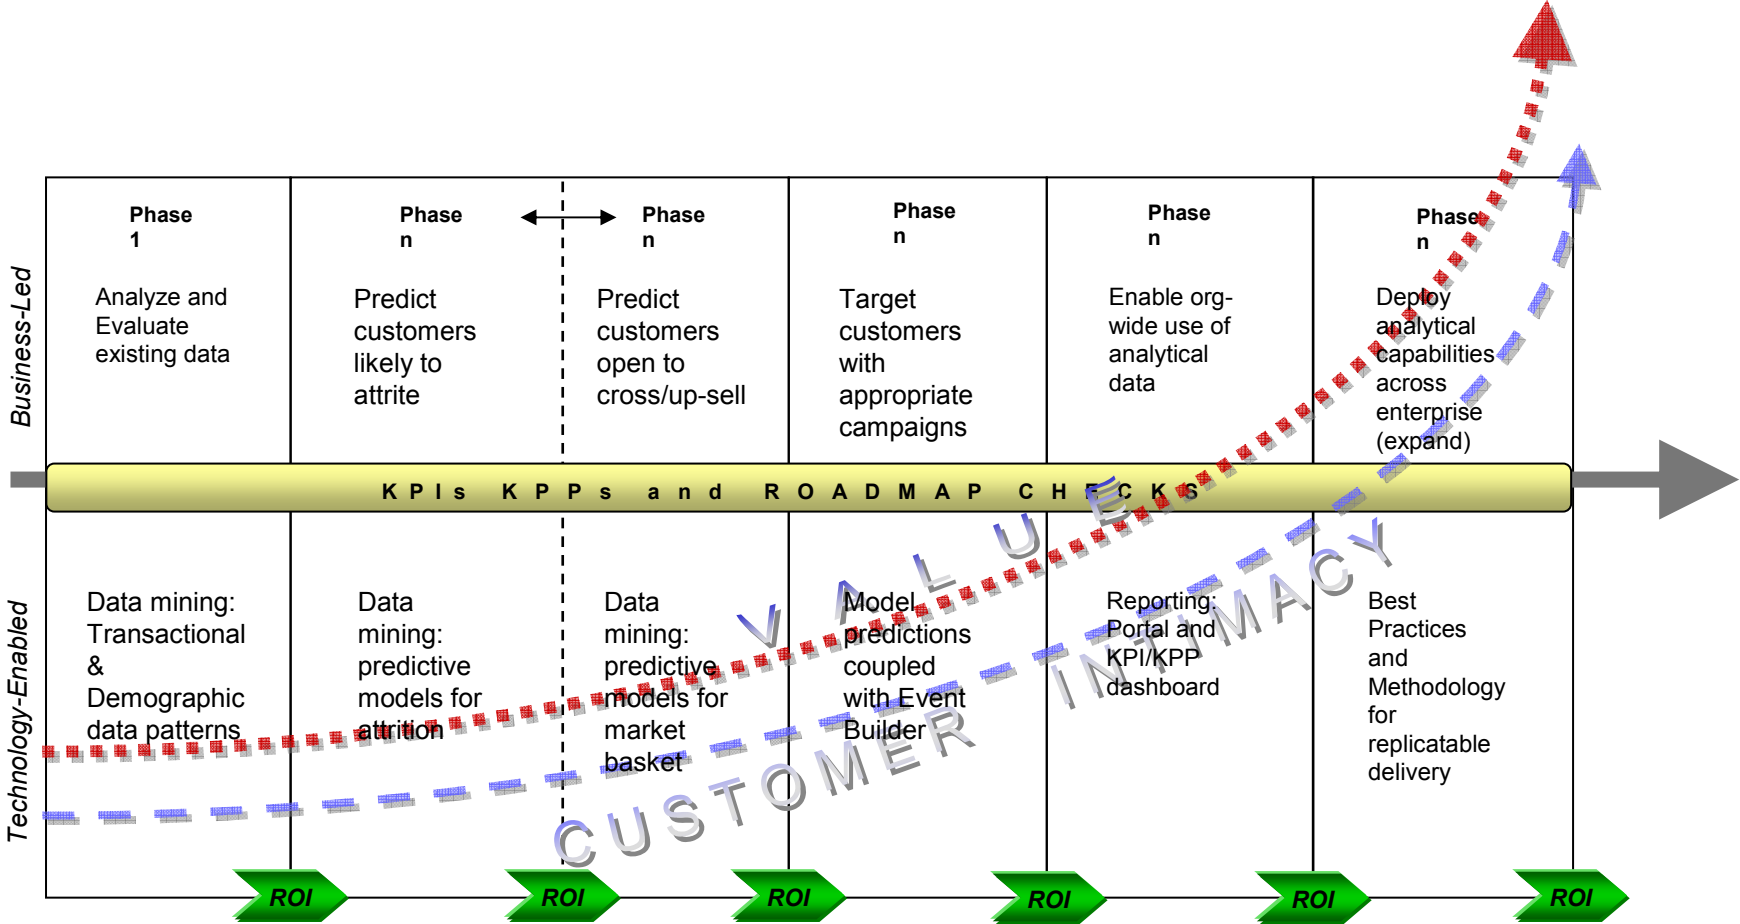 Phase
1
Phase
n
Phase
n
Phase
n
Phase
n
Phase
n
Business-Led
Analyze and
Evaluate
existing data
Predict
customers
likely to
attrite
Predict
customers
open to
cross/up-sell
Target
customers
with
appropriate
campaigns
Enable org-
wide use of
analytical
data
Deploy
analytical
capabilities
across
enterprise
(expand)
KPIs KPPs and ROADMAP CHECKS
VALUE
CUSTOMER INTIMACY
Technology-Enabled
Data mining:
Transactional
&
Demographic
data patterns
Data
mining:
predictive
models for
attrition
Data
mining:
predictive
models for
market
basket
Model
predictions
coupled
with Event
Builder
Reporting:
Portal and
KPI/KPP
dashboard
Best
Practices
and
Methodology
for
replicatable
delivery
ROI
ROI
ROI
ROI
ROI
ROI